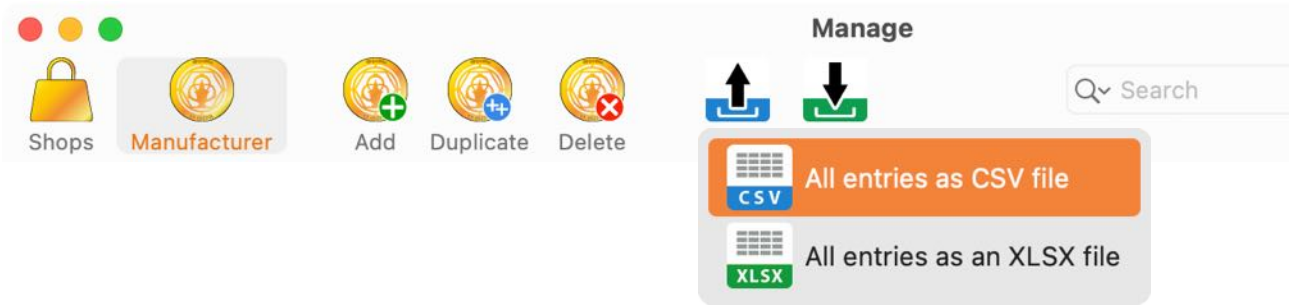 Manage
Search
Shops Manufacturer Add Duplicate Delete
CSV All entries as CSV file
XLSX All entries as an XLSX file